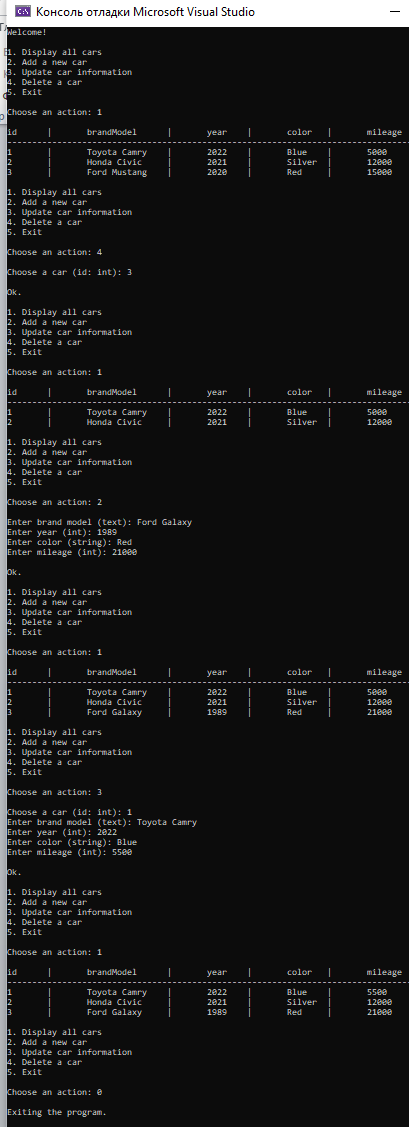 Консоль отладки Microsoft Visual Studio
Welcome!
1. Display all cars
2. Add a new car
3. Update car information
4. Delete a car
5. Exit
Choose an action: 1
id | brandModel | year | color | mileage
1 | Toyota Camry | 2022 | Blue | 5000
2 | Honda Civic | 2021 | Silver | 12000
3 | Ford Mustang | 2020 | Red | 15000
1. Display all cars
2. Add a new car
3. Update car information
4. Delete a car
5. Exit
Choose an action: 4
Choose a car (id: int): 3
Ok.
1. Display all cars
2. Add a new car
3. Update car information
4. Delete a car
5. Exit
Choose an action: 1
id | brandModel | year | color | mileage
1 | Toyota Camry | 2022 | Blue | 5000
2 | Honda Civic | 2021 | Silver | 12000
1. Display all cars
2. Add a new car
3. Update car information
4. Delete a car
5. Exit
Choose an action: 2
Enter brand model (text): Ford Galaxy
Enter year (int): 1989
Enter color (string): Red
Enter mileage (int): 21000
Ok.
1. Display all cars
2. Add a new car
3. Update car information
4. Delete a car
5. Exit
Choose an action: 1
id | brandModel | year | color | mileage
1 | Toyota Camry | 2022 | Blue | 5000
2 | Honda Civic | 2021 | Silver | 12000
3 | Ford Galaxy | 1989 | Red | 21000
1. Display all cars
2. Add a new car
3. Update car information
4. Delete a car
5. Exit
Choose an action: 3
Choose a car (id: int): 1
Enter brand model (text): Toyota Camry
Enter year (int): 2022
Enter color (string): Blue
Enter mileage (int): 5500
Ok.
1. Display all cars
2. Add a new car
3. Update car information
4. Delete a car
5. Exit
Choose an action: 1
id | brandModel | year | color | mileage
1 | Toyota Camry | 2022 | Blue | 5500
2 | Honda Civic | 2021 | Silver | 12000
3 | Ford Galaxy | 1989 | Red | 21000
1. Display all cars
2. Add a new car
3. Update car information
4. Delete a car
5. Exit
Choose an action: 0
Exiting the program.